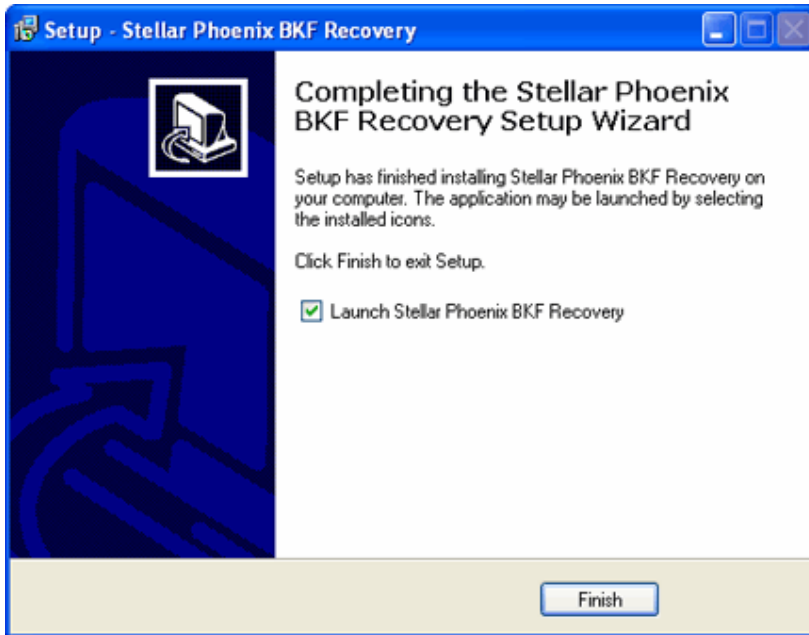 Setup - Stellar Phoenix BKF Recovery
Completing the Stellar Phoenix
BKF Recovery Setup Wizard
Setup has finished installing Stellar Phoenix BKF Recovery on
your computer. The application may be launched by selecting
the installed icons.
Click Finish to exit Setup.
Launch Stellar Phoenix BKF Recovery
Finish